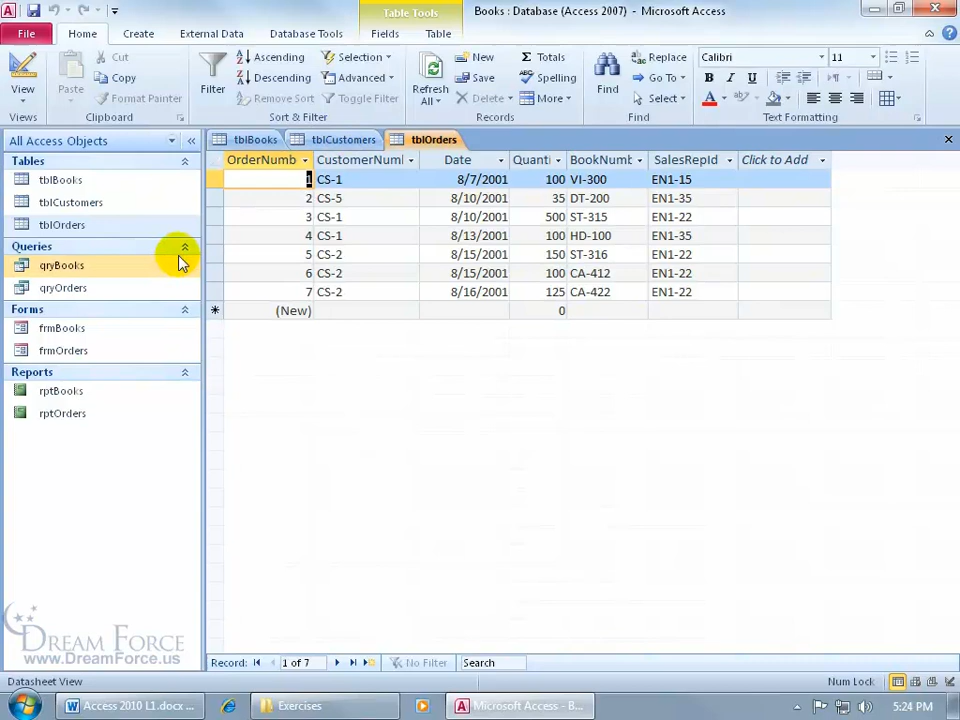 Table Tools
Books : Database (Access 2007) - Microsoft Access
File Home Create External Data Database Tools Fields Table
View
Views
Paste
Cut
Copy
Format Painter
Clipboard
Filter
Ascending
Descending
Remove Sort
Selection
Advanced
Toggle Filter
Sort & Filter
Refresh
All
New
Save
Delete
Totals
Spelling
More
Records
Find
Replace
Go To
Select
Find
Calibri 11
B I U
Text Formatting
All Access Objects
Tables
tblBooks
tblCustomers
tblOrders
Queries
qryBooks
qryOrders
Forms
frmBooks
frmOrders
Reports
rptBooks
rptOrders
tblBooks tblCustomers tblOrders
OrderNumb CustomerNuml Date Quanti BookNumb SalesRepId Click to Add
1 CS-1 8/7/2001 100 VI-300 EN1-15
2 CS-5 8/10/2001 35 DT-200 EN1-35
3 CS-1 8/10/2001 500 ST-315 EN1-22
4 CS-1 8/13/2001 100 HD-100 EN1-35
5 CS-2 8/15/2001 150 ST-316 EN1-22
6 CS-2 8/15/2001 100 CA-412 EN1-22
7 CS-2 8/16/2001 125 CA-422 EN1-22
(New) 0
Record: 1 of 7 No Filter Search
DREAM FORCE
www.DreamForce.us
Datasheet View Num Lock
Access 2010 L1.docx ... Exercises Microsoft Access - B... 5:24 PM